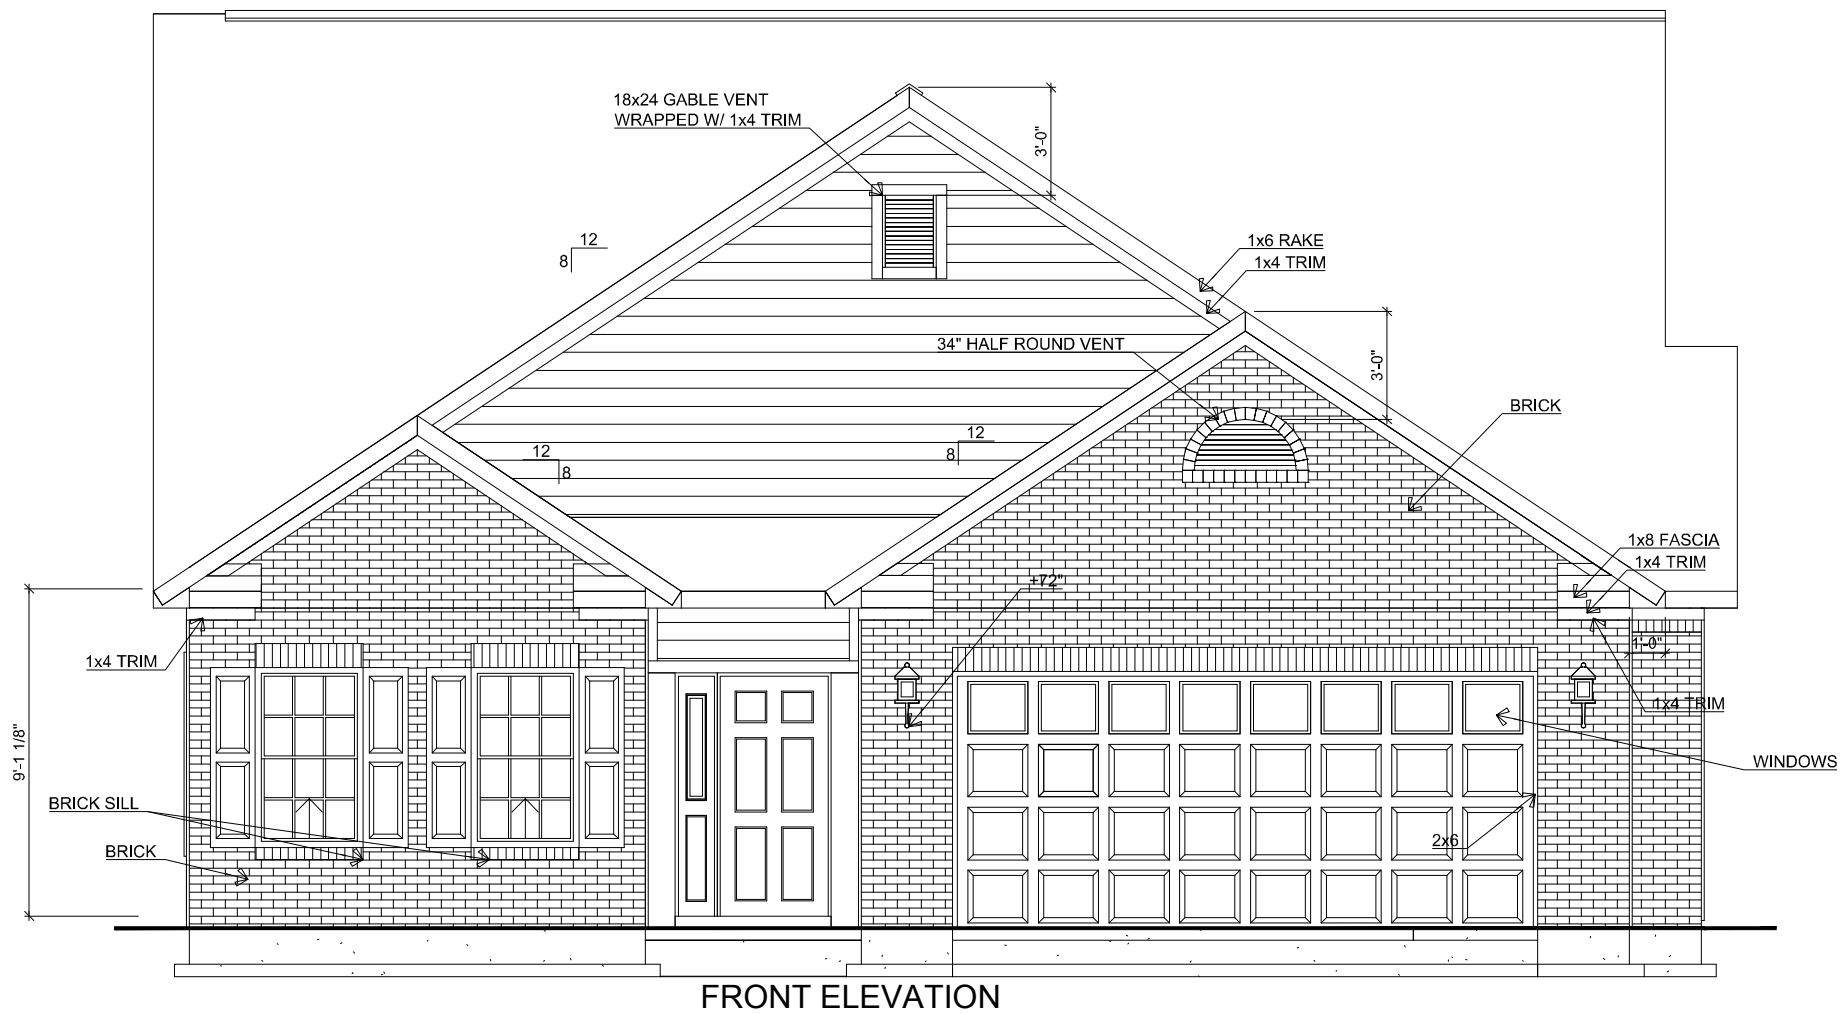 18x24 GABLE VENT
WRAPPED W/ 1x4 TRIM
3'-0"
12
8
1x6 RAKE
1x4 TRIM
34" HALF ROUND VENT
3'-0"
BRICK
12
8
12
8
1x8 FASCIA
1x4 TRIM
+72"
1'-0"
1x4 TRIM
1x4 TRIM
9'-1 1/8"
WINDOWS
BRICK SILL
2x6
BRICK
FRONT ELEVATION